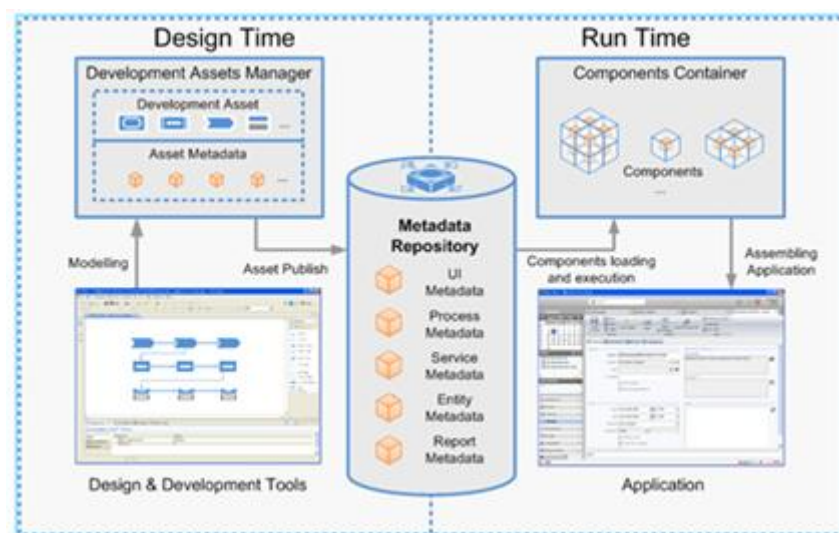 Design Time
Run Time
Development Assets Manager
Development Asset
....
Asset Metadata
....
Components Container
Components
....
Metadata
Repository
UI
Metadata
Process
Metadata
Service
Metadata
Entity
Metadata
Report
Metadata
Modelling
Asset Publish
Components loading
and execution
Assembling
Application
Design & Development Tools
Application